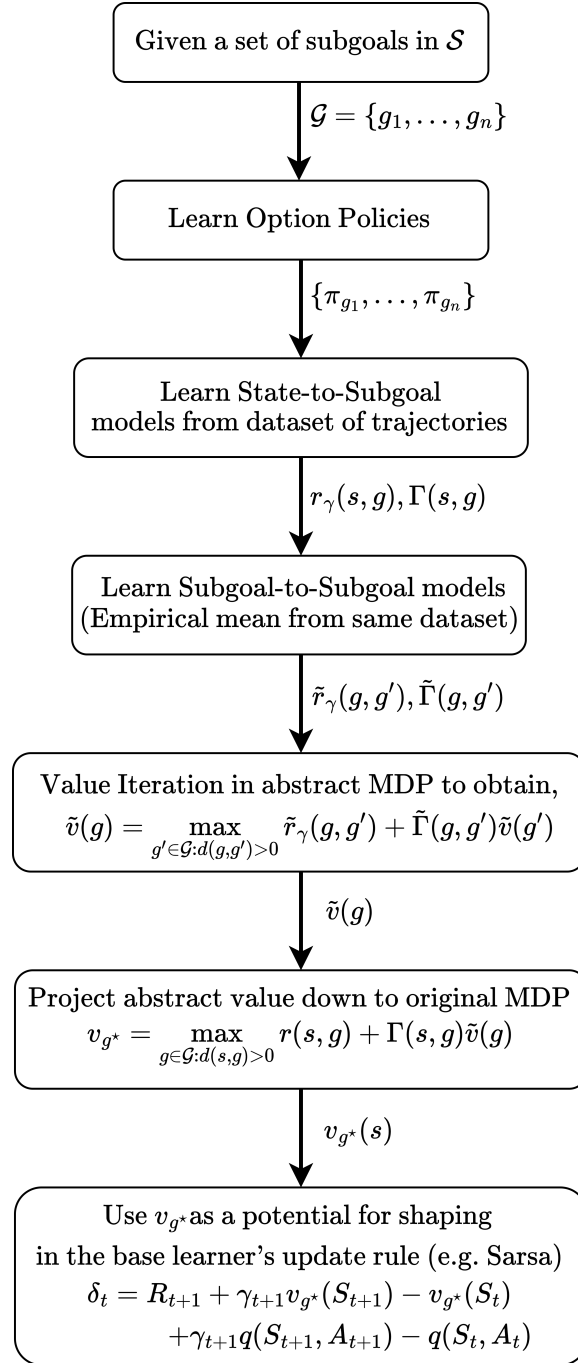 Given a set of subgoals in 𝒮
𝒢 = {g₁, . . . , gₙ}
Learn Option Policies
{π_{g₁}, . . . , π_{gₙ}}
Learn State-to-Subgoal
models from dataset of trajectories
r_γ(s, g), Γ(s, g)
Learn Subgoal-to-Subgoal models
(Empirical mean from same dataset)
r̃_γ(g, g′), Γ̃(g, g′)
Value Iteration in abstract MDP to obtain,
ṽ(g) = max_{g′∈𝒢:d(g,g′)>0} r̃_γ(g, g′) + Γ̃(g, g′)ṽ(g′)
ṽ(g)
Project abstract value down to original MDP
v_{g⋆} = max_{g∈𝒢:d(s,g)>0} r(s, g) + Γ(s, g)ṽ(g)
v_{g⋆}(s)
Use v_{g⋆} as a potential for shaping
in the base learner's update rule (e.g. Sarsa)
δ_t = R_{t+1} + γ_{t+1}v_{g⋆}(S_{t+1}) − v_{g⋆}(S_t)
+γ_{t+1}q(S_{t+1}, A_{t+1}) − q(S_t, A_t)